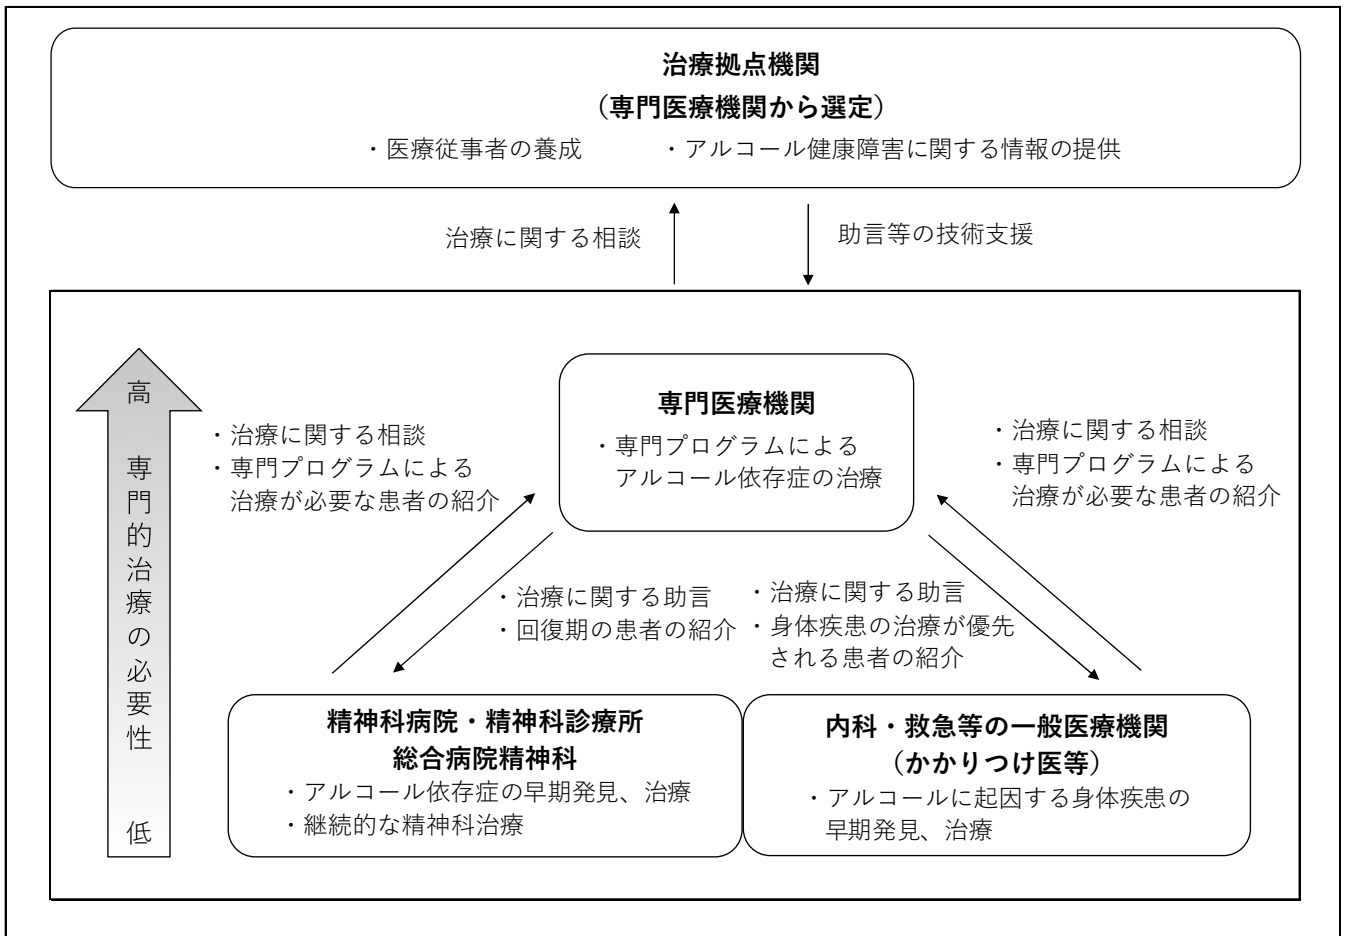 治療拠点機関
（専門医療機関から選定）
・医療従事者の養成　・アルコール健康障害に関する情報の提供
治療に関する相談
助言等の技術支援
高　専門的治療の必要性　低
・治療に関する相談
・専門プログラムによる
治療が必要な患者の紹介
専門医療機関
・専門プログラムによる
アルコール依存症の治療
・治療に関する相談
・専門プログラムによる
治療が必要な患者の紹介
・治療に関する助言
・回復期の患者の紹介
・治療に関する助言
・身体疾患の治療が優先
される患者の紹介
精神科病院・精神科診療所
総合病院精神科
・アルコール依存症の早期発見、治療
・継続的な精神科治療
内科・救急等の一般医療機関
（かかりつけ医等）
・アルコールに起因する身体疾患の
早期発見、治療